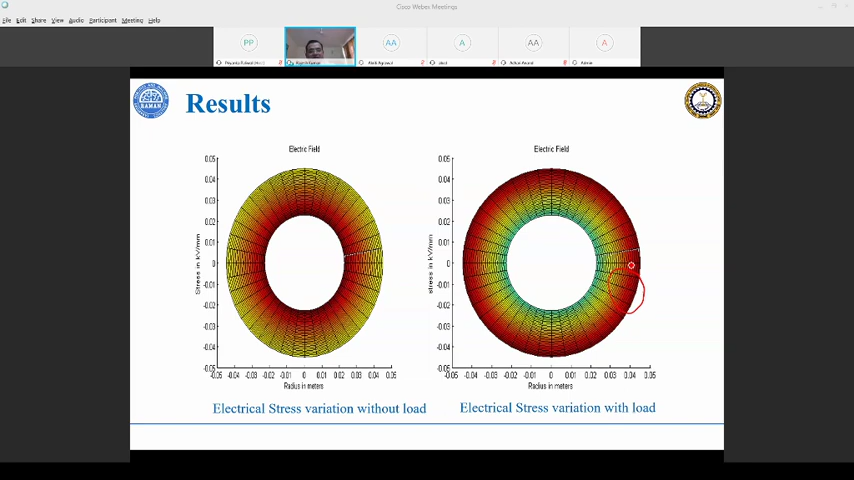 Cisco Webex Meetings
File Edit Share View Audio Participant Meeting Help
PP AA A AA A
Results
RAMAN
Electric Field
Electric Field
0.05
0.04
0.03
0.02
0.01
0
-0.01
-0.02
-0.03
-0.04
-0.05
Stress in kV/mm
-0.05 -0.04 -0.03 -0.02 -0.01 0 0.01 0.02 0.03 0.04 0.05
Radius in meters
0.05
0.04
0.03
0.02
0.01
0
-0.01
-0.02
-0.03
-0.04
-0.05
stress in kV/mm
-0.05 -0.04 -0.03 -0.02 -0.01 0 0.01 0.02 0.03 0.04 0.05
Radius in meters
Electrical Stress variation without load
Electrical Stress variation with load